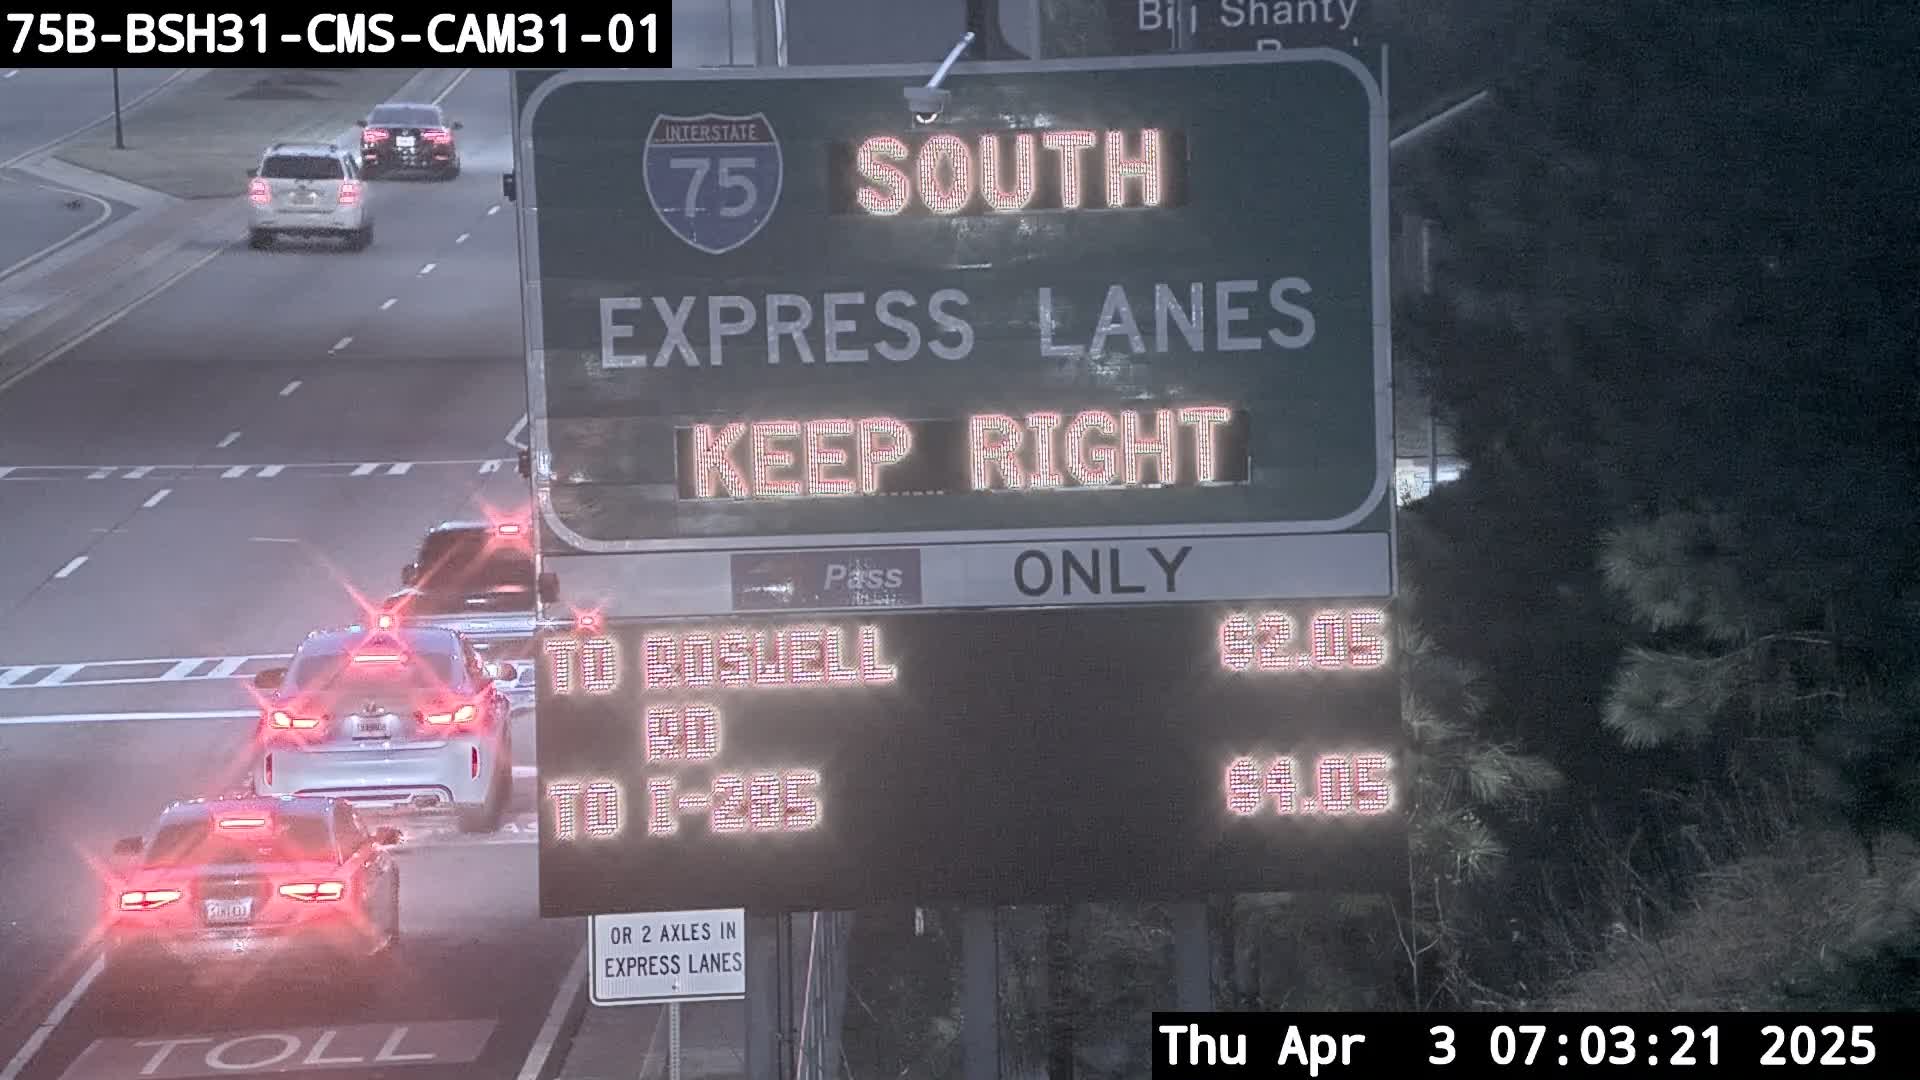 75B-BSH31-CMS-CAM31-01
Big Shanty
INTERSTATE
75
SOUTH
EXPRESS LANES
KEEP RIGHT
Pass ONLY
TO ROSWELL $2.05
RD
TO I-285 $4.05
OR 2 AXLES IN
EXPRESS LANES
TOLL
Thu Apr 3 07:03:21 2025